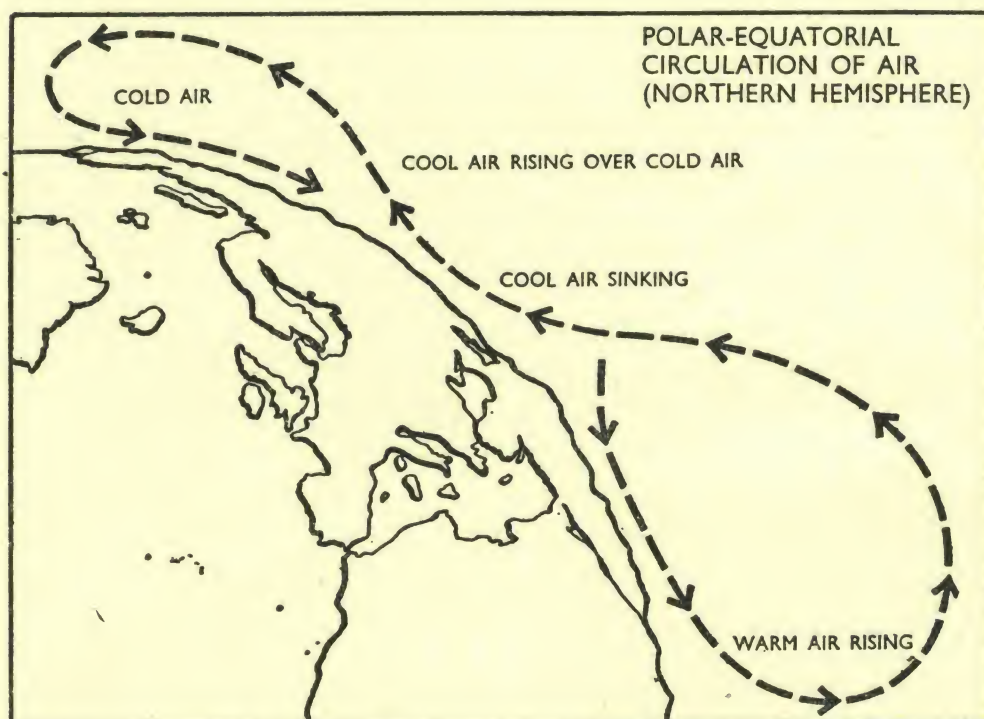 POLAR-EQUATORIAL
CIRCULATION OF AIR
(NORTHERN HEMISPHERE)
COLD AIR
COOL AIR RISING OVER COLD AIR
COOL AIR SINKING
WARM AIR RISING